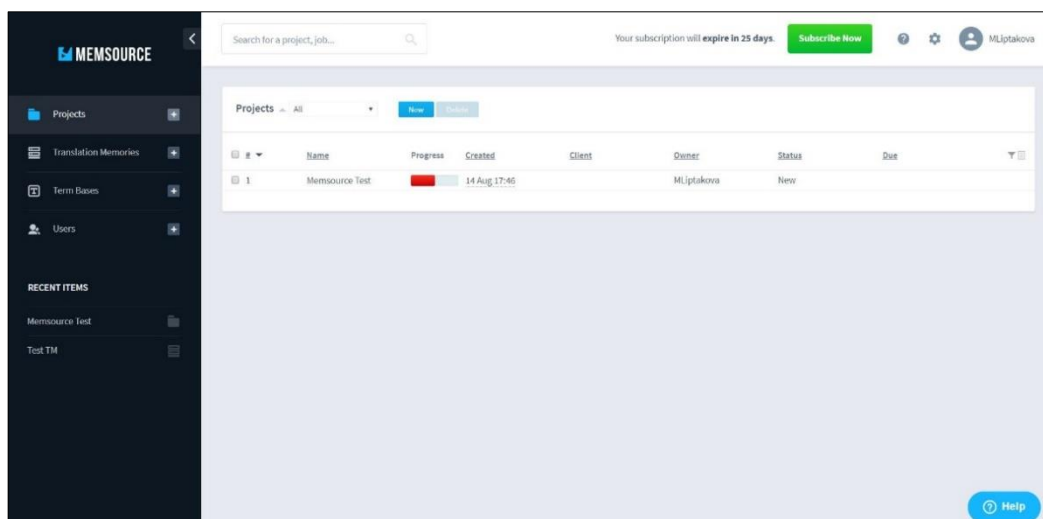 MEMSOURCE
Search for a project, job...
Your subscription will expire in 25 days.
Subscribe Now
MLiptakova
Projects
Translation Memories
Term Bases
Users
RECENT ITEMS
Memsource Test
Test TM
Projects All New Delete
# Name Progress Created Client Owner Status Due
1 Memsource Test 14 Aug 17:46 MLiptakova New
Help